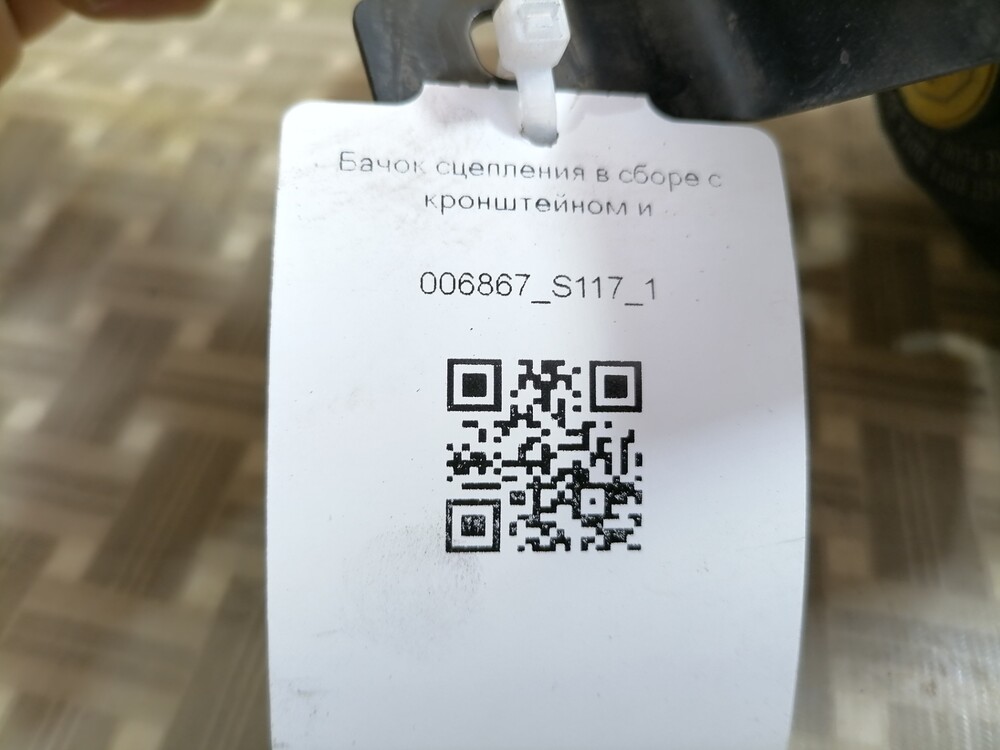 Бачок сцепления в сборе с
кронштейном и
006867_S117_1